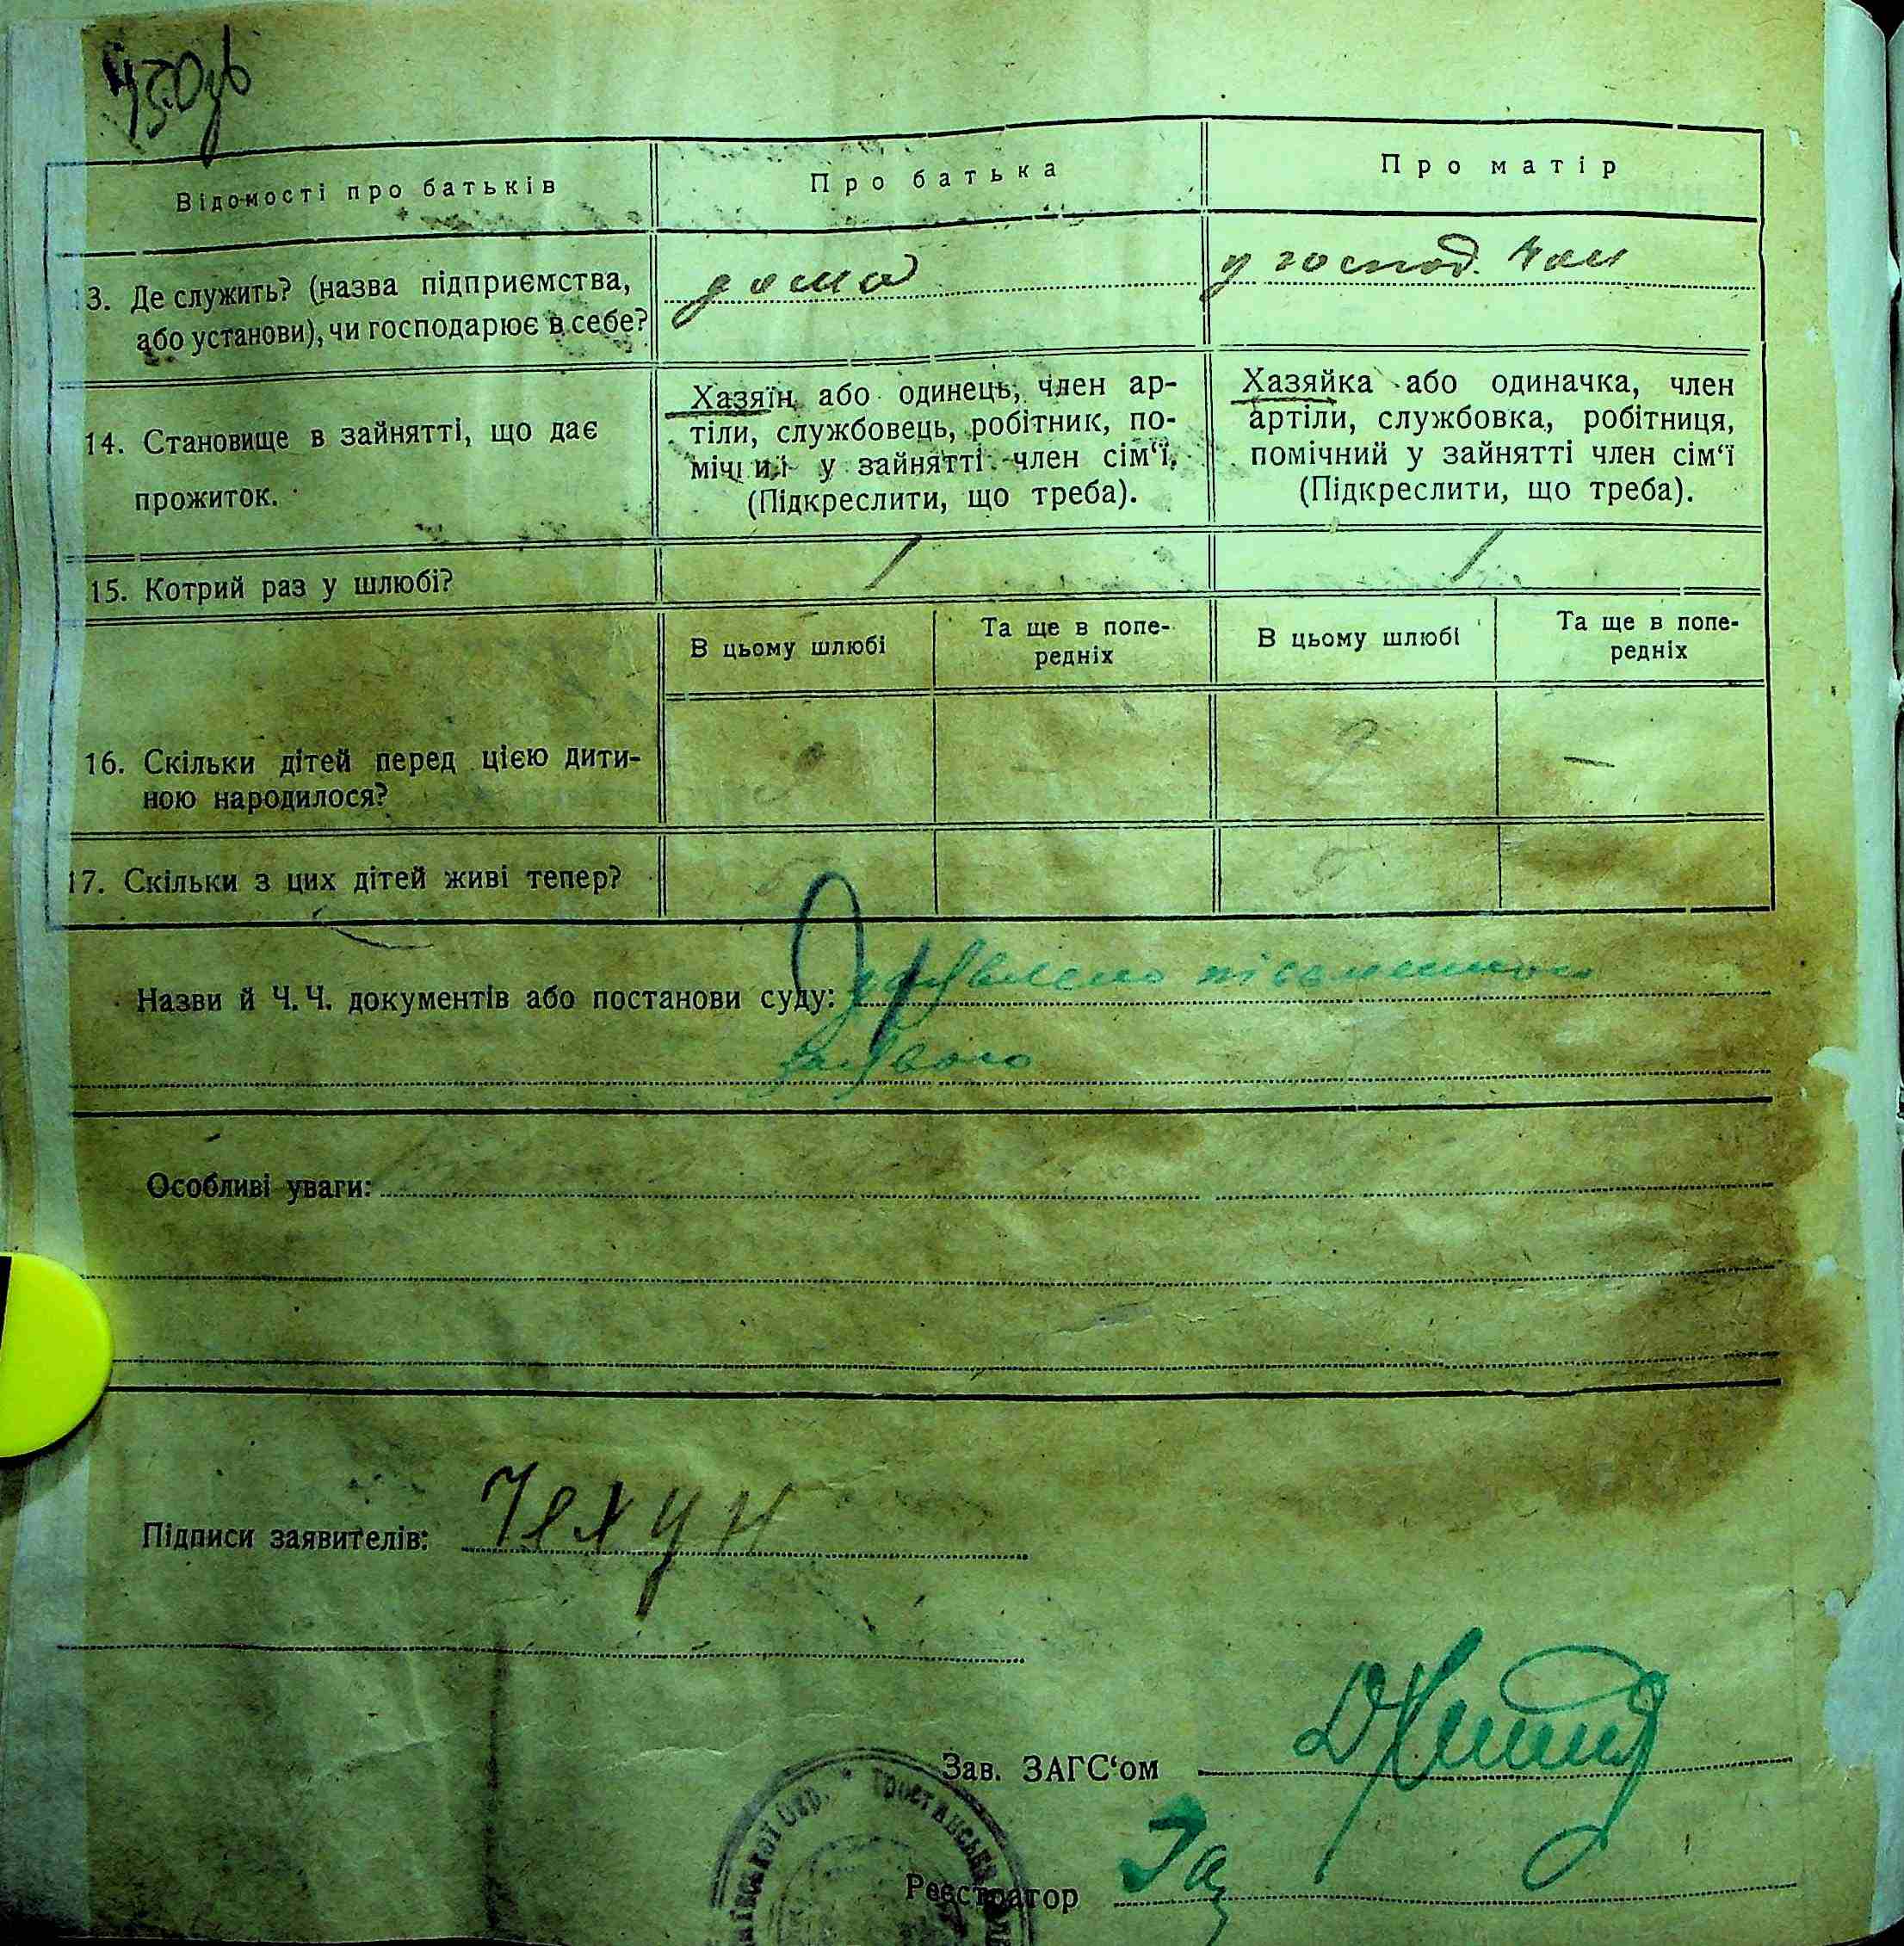 450зв
Відомості про батьків
Про батька
Про матір
13. Де служить? (назва підприємства,
або установи), чи господарює в себе?
дома
у господ. чол
14. Становище в зайнятті, що дає
прожиток.
Хазяїн, або одинець, член ар-
тіли, службовець, робітник, по-
мічний у зайнятті член сім‘ї.
(Підкреслити, що треба).
Хазяйка або одиначка, член
артіли, службовка, робітниця,
помічний у зайнятті член сім‘ї
(Підкреслити, що треба).
15. Котрий раз у шлюбі?
1
1
В цьому шлюбі
Та ще в попе-
редніх
В цьому шлюбі
Та ще в попе-
редніх
16. Скільки дітей перед цією дити-
ною народилося?
—
17. Скільки з цих дітей живі тепер?
Назви й Ч. Ч. документів або постанови суду:
Особливі уваги:
Підписи заявителів: Чехун
Зав. ЗАГС‘ом
Реєстратор